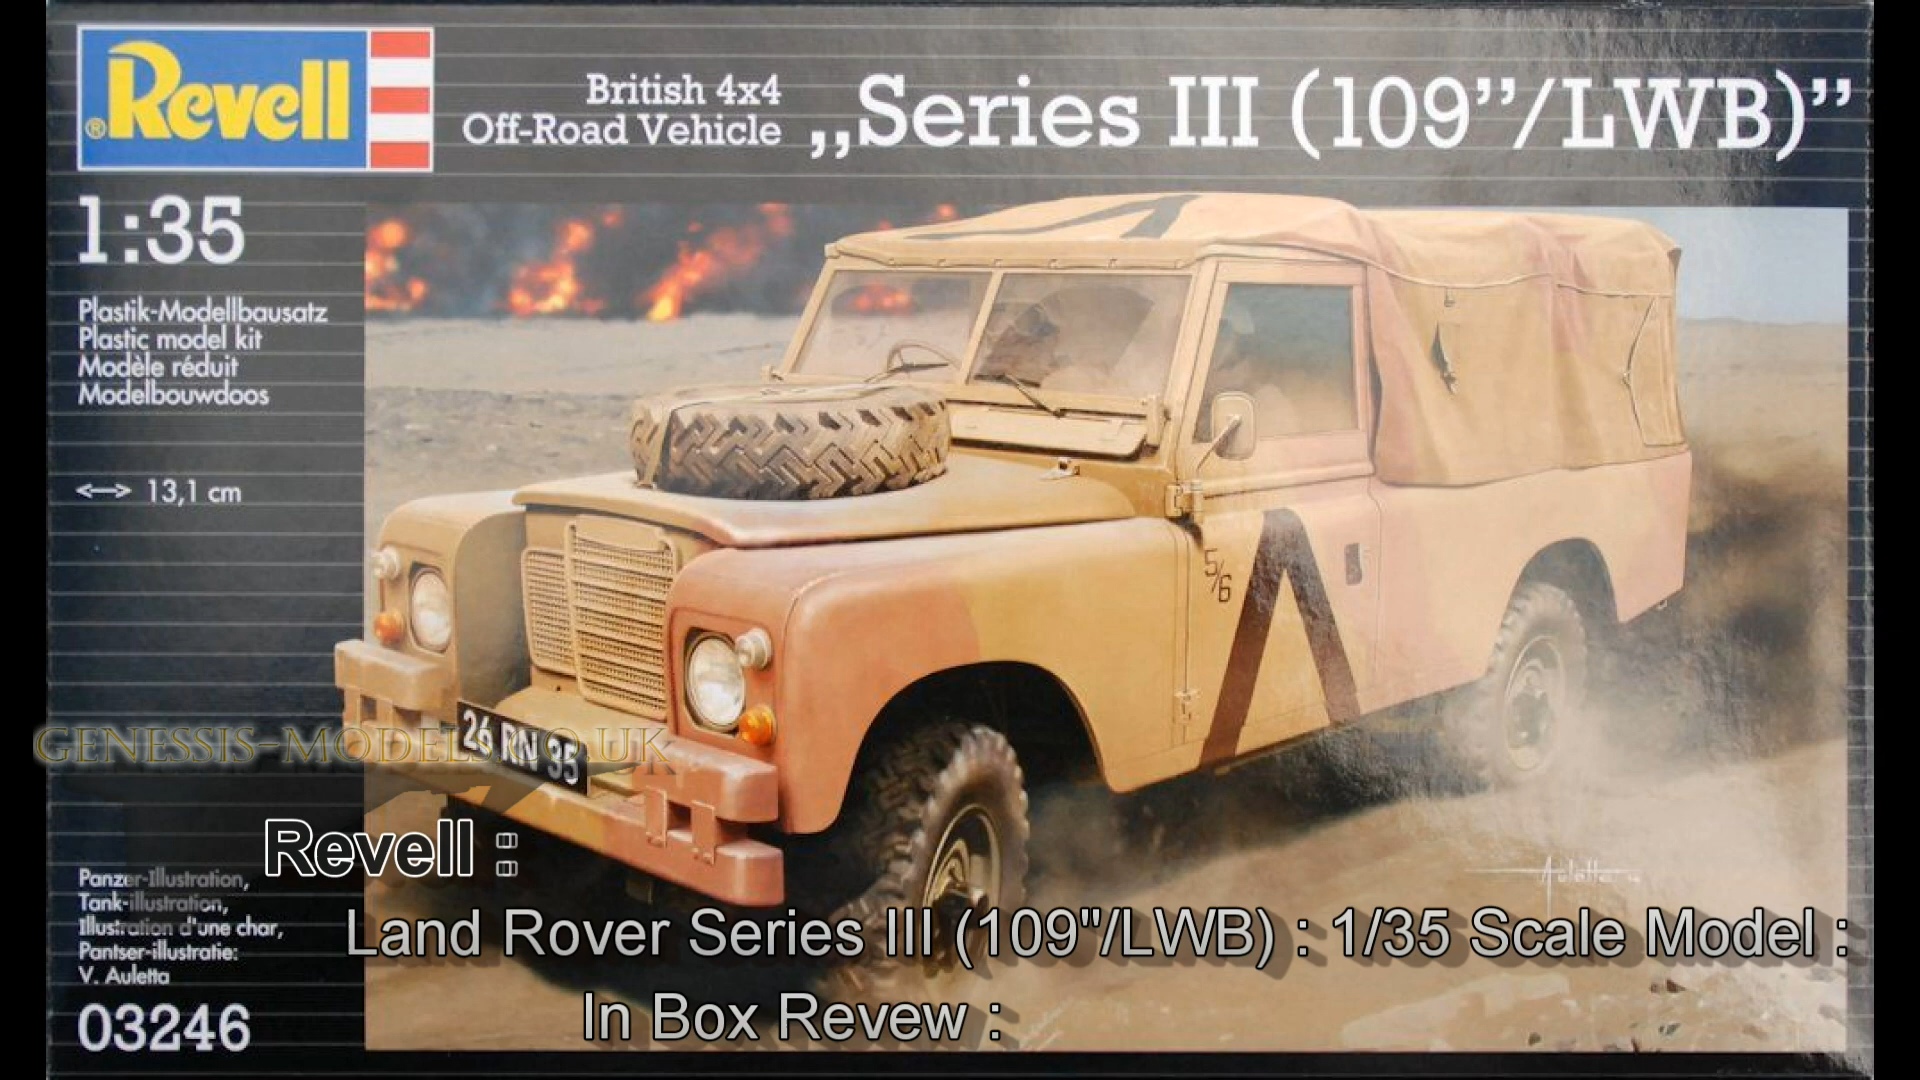 ®Revell
British 4x4
Off-Road Vehicle
„Series III (109”/LWB)”
1:35
Plastik-Modellbausatz
Plastic model kit
Modèle réduit
Modelbouwdoos
<--> 13,1 cm
5/6
26 RN 95
GENESSIS-MODELS.CO.UK
Revell :
Panzer-Illustration,
Tank-illustration,
Illustration d'une char,
Pantser-illustratie:
V. Auletta
Auletta
Land Rover Series III (109"/LWB) : 1/35 Scale Model :
In Box Revew :
03246